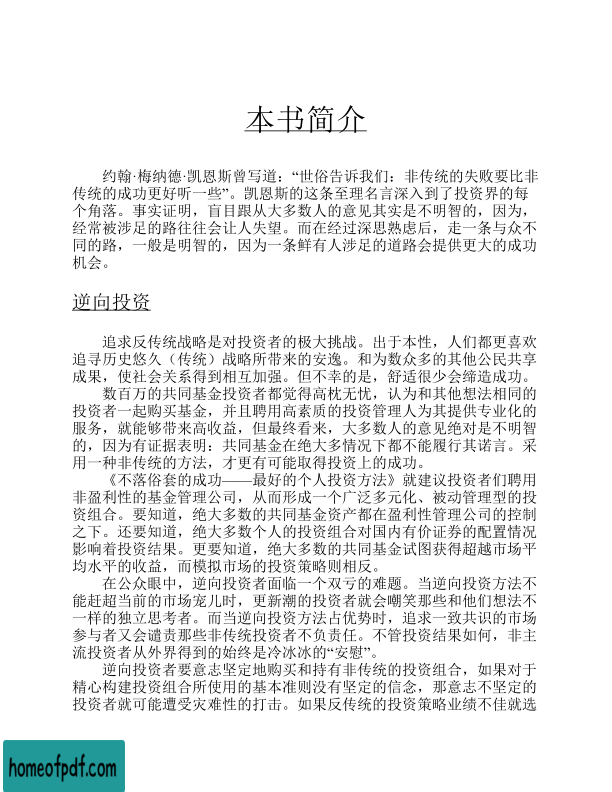 本书简介
约翰·梅纳德·凯恩斯曾写道：“世俗告诉我们：非传统的失败要比非
传统的成功更好听一些”。凯恩斯的这条至理名言深入到了投资界的每
个角落。事实证明，盲目跟从大多数人的意见其实是不明智的，因为，
经常被涉足的路往往会让人失望。而在经过深思熟虑后，走一条与众不
同的路，一般是明智的，因为一条鲜有人涉足的道路会提供更大的成功
机会。
逆向投资
追求反传统战略是对投资者的极大挑战。出于本性，人们都更喜欢
追寻历史悠久（传统）战略所带来的安逸。和为数众多的其他公民共享
成果，使社会关系得到相互加强。但不幸的是，舒适很少会缔造成功。
数百万的共同基金投资者都觉得高枕无忧，认为和其他想法相同的
投资者一起购买基金，并且聘用高素质的投资管理人为其提供专业化的
服务，就能够带来高收益，但最终看来，大多数人的意见绝对是不明智
的，因为有证据表明：共同基金在绝大多情况下都不能履行其诺言。采
用一种非传统的方法，才更有可能取得投资上的成功。
《不落俗套的成功——最好的个人投资方法》就建议投资者们聘用
非盈利性的基金管理公司，从而形成一个广泛多元化、被动管理型的投
资组合。要知道，绝大多数的共同基金资产都在盈利性管理公司的控制
之下。还要知道，绝大多数个人的投资组合对国内有价证券的配置情况
影响着投资结果。更要知道，绝大多数的共同基金试图获得超越市场平
均水平的收益，而模拟市场的投资策略则相反。
在公众眼中，逆向投资者面临一个双亏的难题。当逆向投资方法不
能赶超当前的市场宠儿时，更新潮的投资者就会嘲笑那些和他们想法不
一样的独立思考者。而当逆向投资方法占优势时，追求一致共识的市场
参与者又会谴责那些非传统投资者不负责任。不管投资结果如何，非主
流投资者从外界得到的始终是冷冰冰的“安慰”。
逆向投资者要意志坚定地购买和持有非传统的投资组合，如果对于
精心构建投资组合所使用的基本准则没有坚定的信念，那意志不坚定的
投资者就可能遭受灾难性的打击。如果反传统的投资策略业绩不佳就选
homeofpdf.com